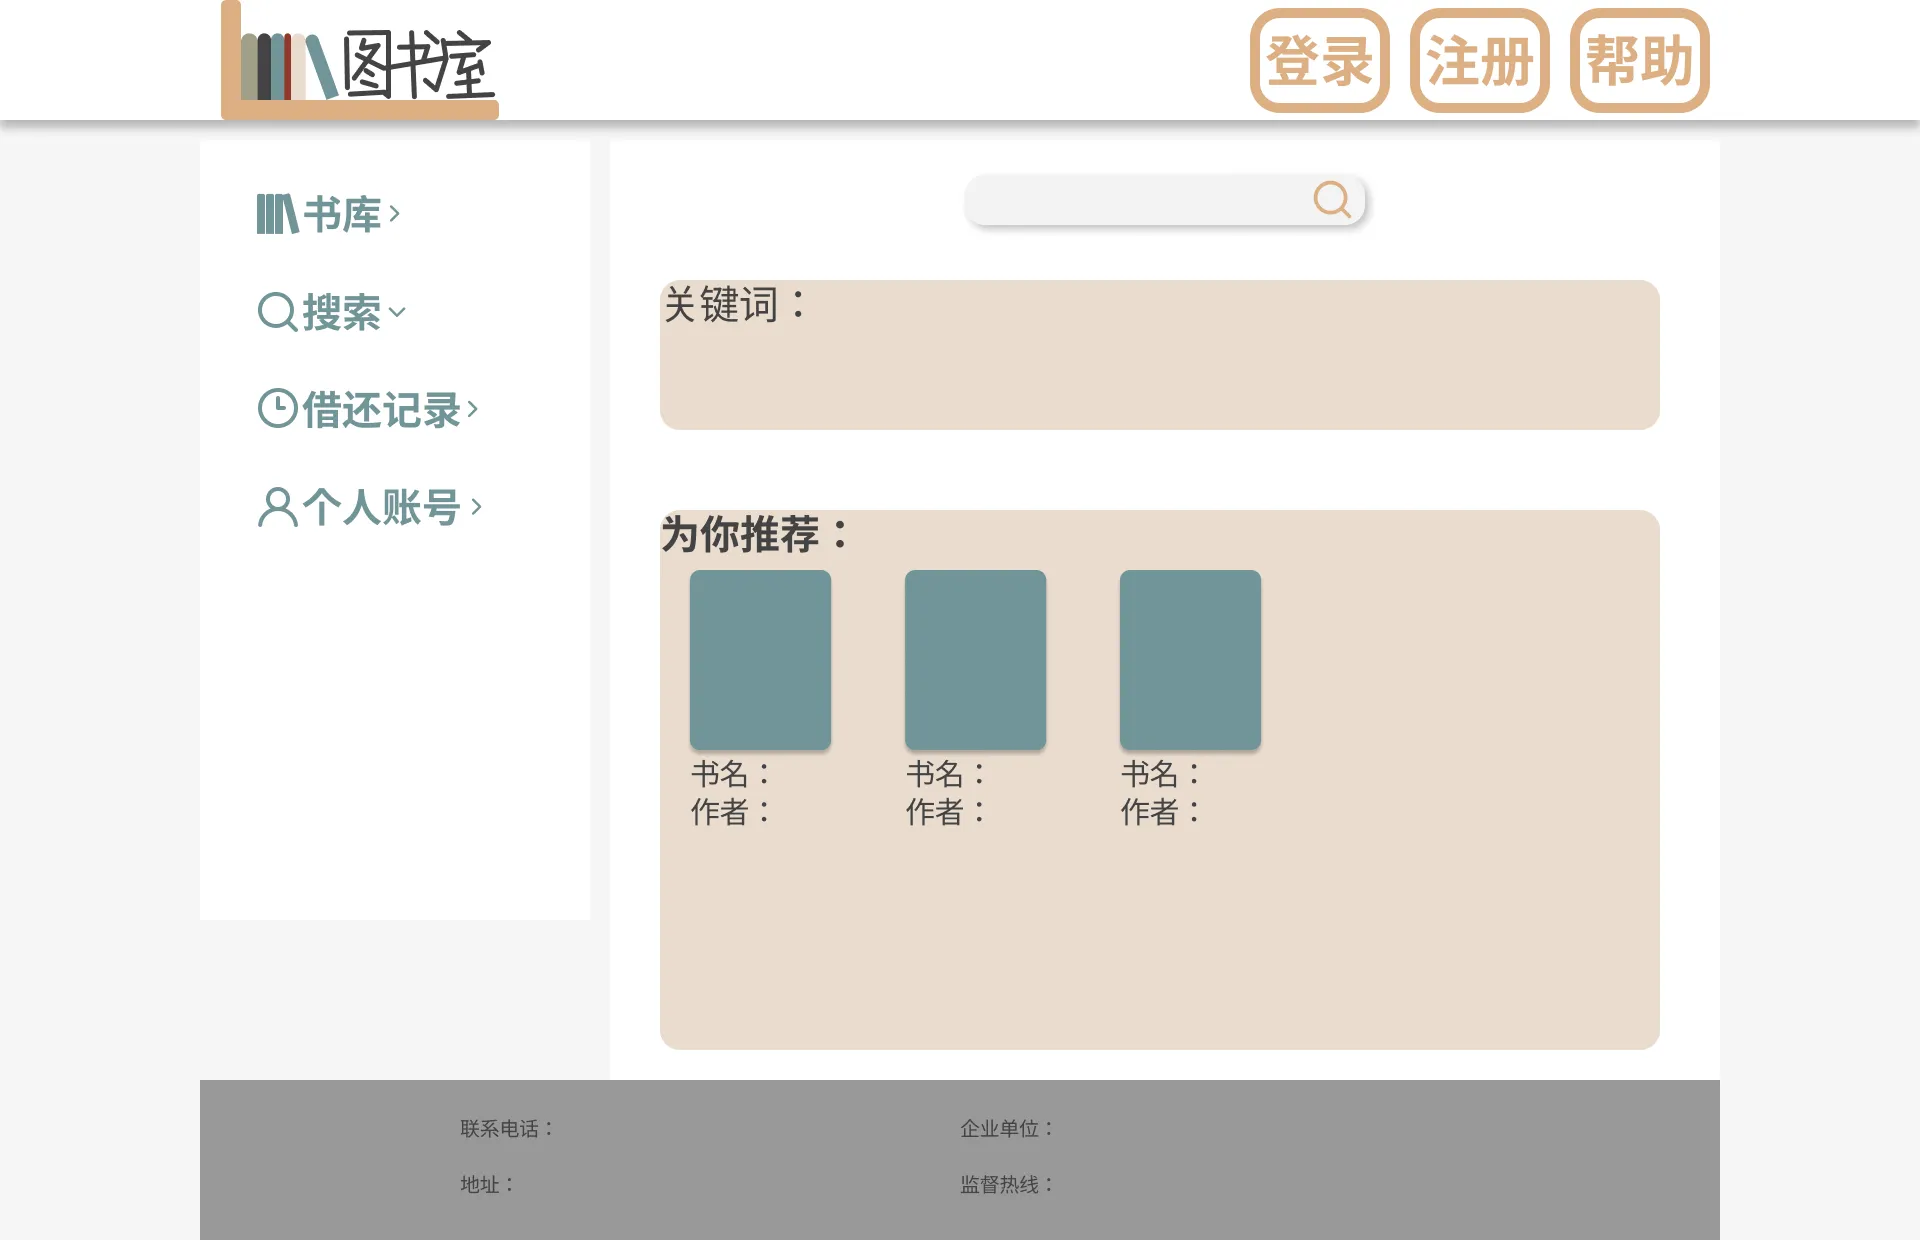 图书室
登录
注册
帮助
书库
搜索
借还记录
个人账号
关键词：
为你推荐：
书名：
作者：
书名：
作者：
书名：
作者：
联系电话：
企业单位：
地址：
监督热线：